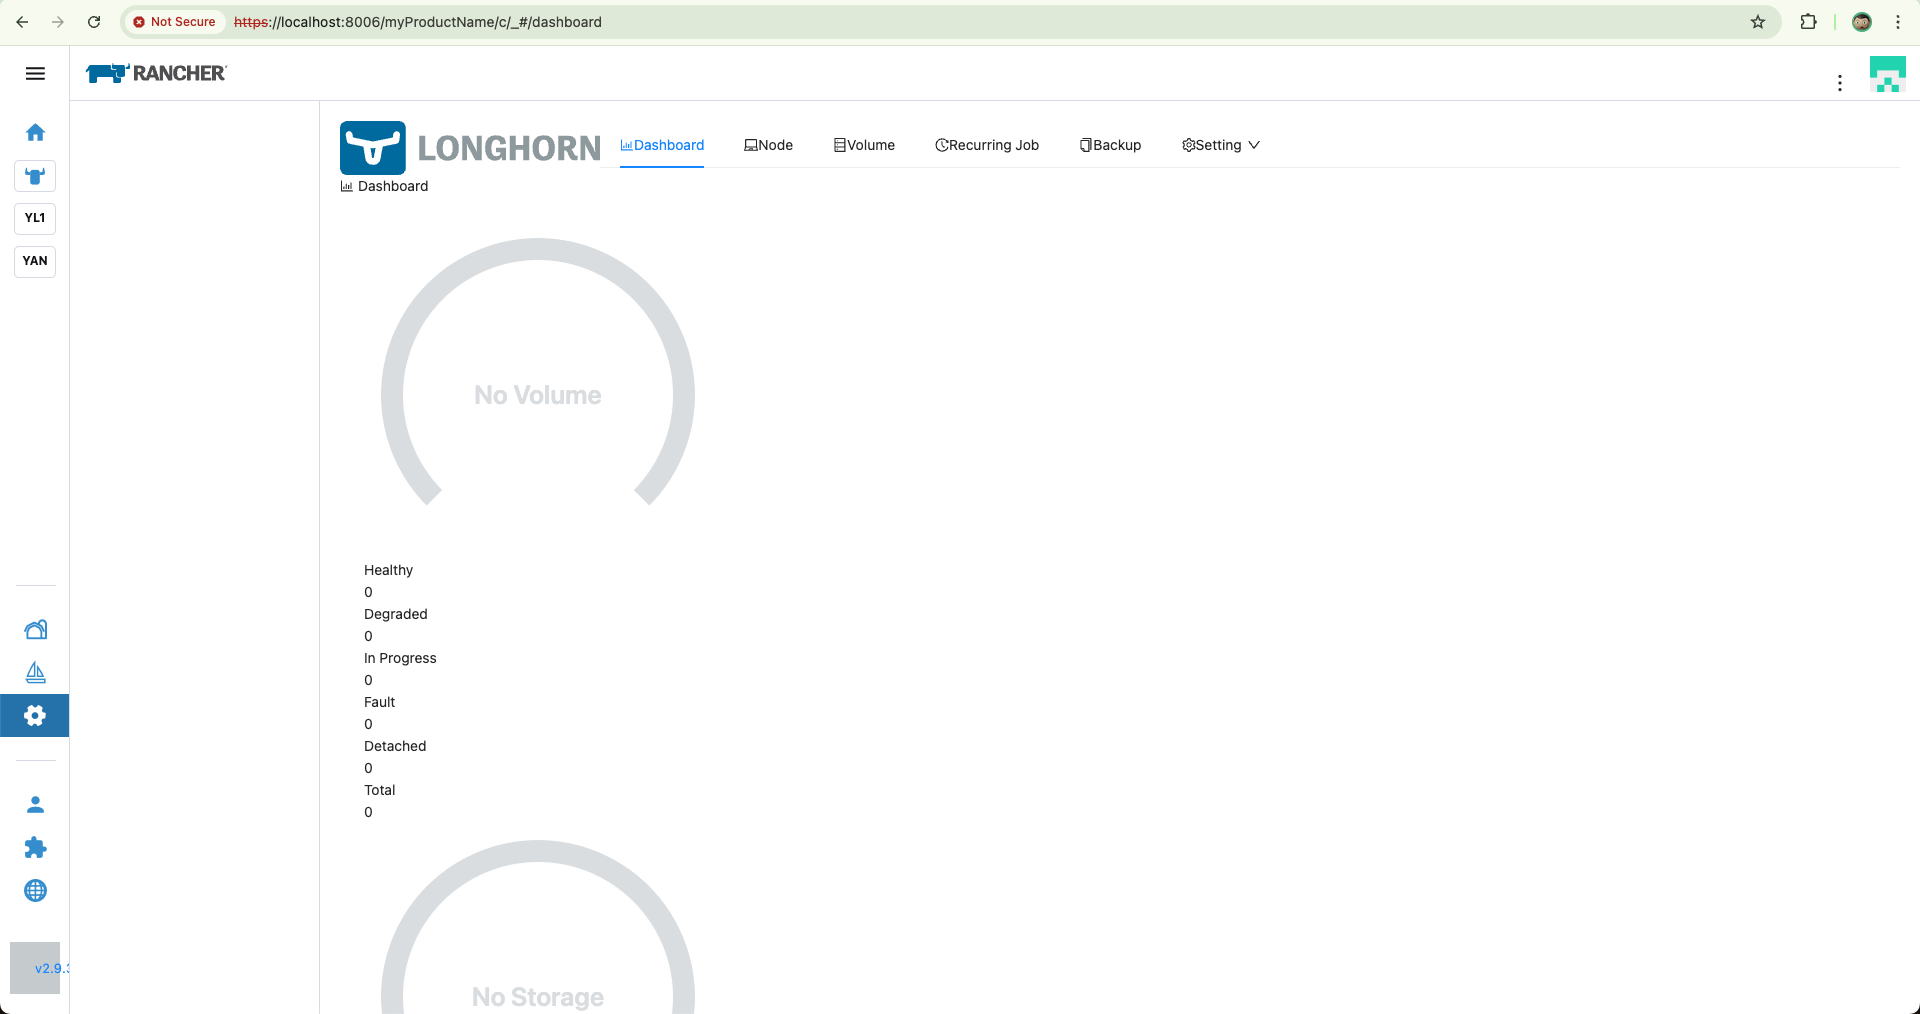 Not Secure https://localhost:8006/myProductName/c/_#/dashboard
RANCHER
YL1
YAN
LONGHORN
Dashboard Node Volume Recurring Job Backup Setting
Dashboard
No Volume
Healthy
0
Degraded
0
In Progress
0
Fault
0
Detached
0
Total
0
No Storage
v2.9.3